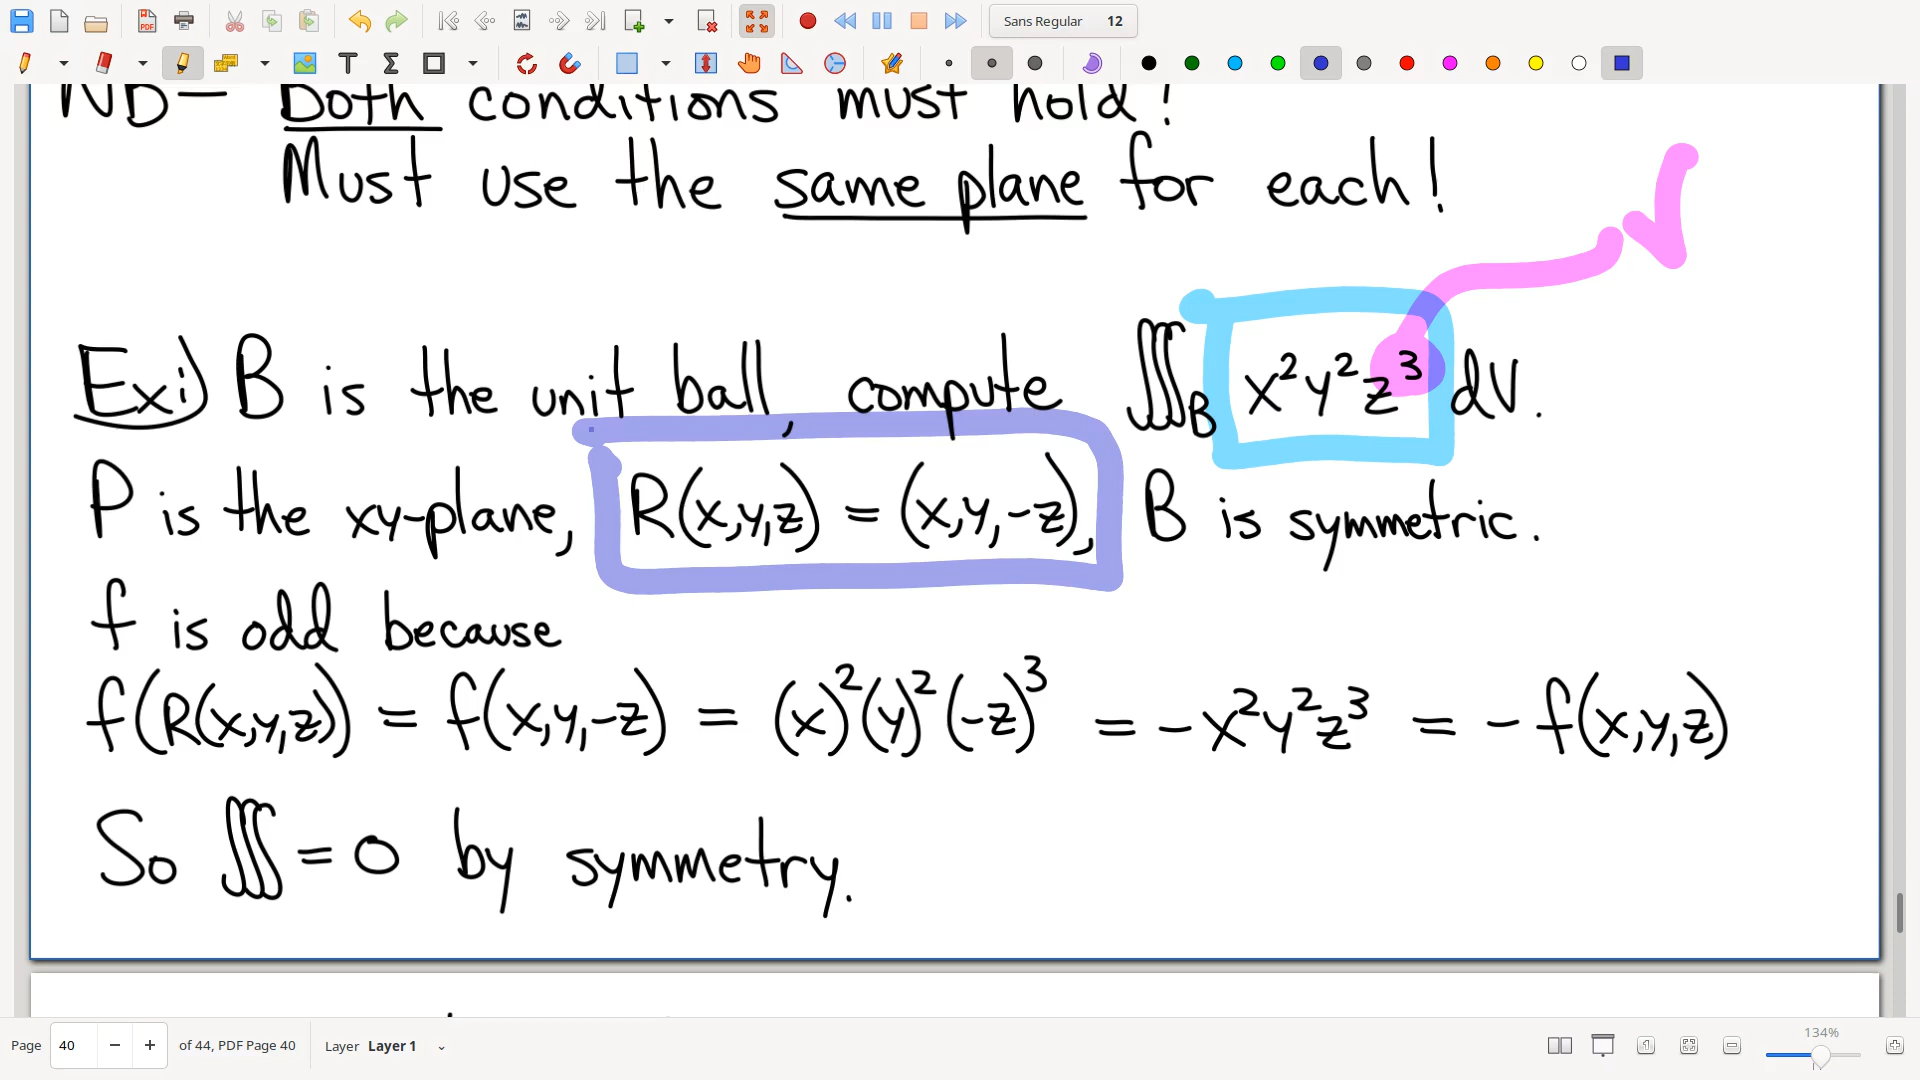 Sans Regular 12
NB— Both conditions must hold!
Must use the same plane for each!
Ex: B is the unit ball, compute ∭_B x²y²z³ dV.
P is the xy-plane, R(x,y,z) = (x,y,-z), B is symmetric.
f is odd because
f(R(x,y,z)) = f(x,y,-z) = (x)²(y)²(-z)³ = -x²y²z³ = -f(x,y,z)
So ∭ = 0 by symmetry.
Page 40 of 44, PDF Page 40 Layer Layer 1 134%